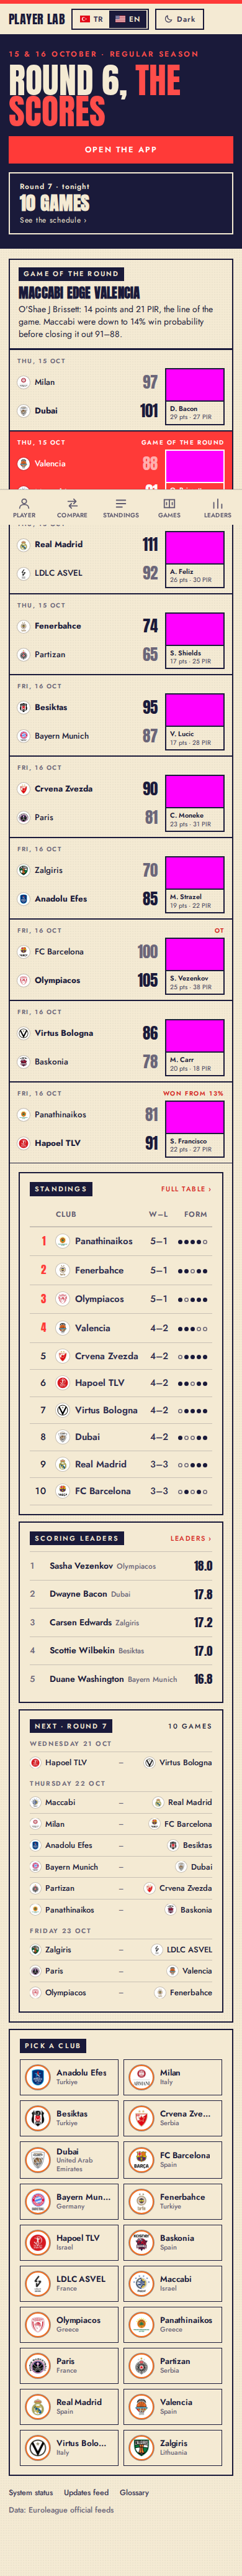 PLAYER LAB
TR
EN
Dark
15 & 16 OCTOBER · REGULAR SEASON
ROUND 6, THE
SCORES
OPEN THE APP
Round 7 · tonight
10 GAMES
See the schedule ›
GAME OF THE ROUND
MACCABI EDGE VALENCIA
O'Shae J Brissett: 14 points and 21 PIR, the line of the game. Maccabi were down to 14% win probability before closing it out 91–88.
THU, 15 OCT
Milan 97
Dubai 101
D. Bacon
29 pts · 27 PIR
THU, 15 OCT GAME OF THE ROUND
Valencia 88
PLAYER
COMPARE
STANDINGS
GAMES
LEADERS
Real Madrid 111
LDLC ASVEL 92
A. Feliz
26 pts · 30 PIR
THU, 15 OCT
Fenerbahce 74
Partizan 65
S. Shields
17 pts · 25 PIR
FRI, 16 OCT
Besiktas 95
Bayern Munich 87
V. Lucic
17 pts · 28 PIR
FRI, 16 OCT
Crvena Zvezda 90
Paris 81
C. Moneke
23 pts · 31 PIR
FRI, 16 OCT
Zalgiris 70
Anadolu Efes 85
M. Strazel
19 pts · 22 PIR
FRI, 16 OCT OT
FC Barcelona 100
Olympiacos 105
S. Vezenkov
25 pts · 38 PIR
FRI, 16 OCT
Virtus Bologna 86
Baskonia 78
M. Carr
20 pts · 18 PIR
FRI, 16 OCT WON FROM 13%
Panathinaikos 81
Hapoel TLV 91
S. Francisco
22 pts · 27 PIR
STANDINGS FULL TABLE ›
CLUB W–L FORM
1 Panathinaikos 5–1
2 Fenerbahce 5–1
3 Olympiacos 5–1
4 Valencia 4–2
5 Crvena Zvezda 4–2
6 Hapoel TLV 4–2
7 Virtus Bologna 4–2
8 Dubai 4–2
9 Real Madrid 3–3
10 FC Barcelona 3–3
SCORING LEADERS LEADERS ›
1 Sasha Vezenkov Olympiacos 18.0
2 Dwayne Bacon Dubai 17.8
3 Carsen Edwards Zalgiris 17.2
4 Scottie Wilbekin Besiktas 17.0
5 Duane Washington Bayern Munich 16.8
NEXT · ROUND 7 10 GAMES
WEDNESDAY 21 OCT
Hapoel TLV – Virtus Bologna
THURSDAY 22 OCT
Maccabi – Real Madrid
Milan – FC Barcelona
Anadolu Efes – Besiktas
Bayern Munich – Dubai
Partizan – Crvena Zvezda
Panathinaikos – Baskonia
FRIDAY 23 OCT
Zalgiris – LDLC ASVEL
Paris – Valencia
Olympiacos – Fenerbahce
PICK A CLUB
Anadolu Efes
Turkiye
Milan
Italy
Besiktas
Turkiye
Crvena Zve...
Serbia
Dubai
United Arab
Emirates
FC Barcelona
Spain
Bayern Mun...
Germany
Fenerbahce
Turkiye
Hapoel TLV
Israel
Baskonia
Spain
LDLC ASVEL
France
Maccabi
Israel
Olympiacos
Greece
Panathinaikos
Greece
Paris
France
Partizan
Serbia
Real Madrid
Spain
Valencia
Spain
Virtus Bolo...
Italy
Zalgiris
Lithuania
System status
Updates feed
Glossary
Data: Euroleague official feeds